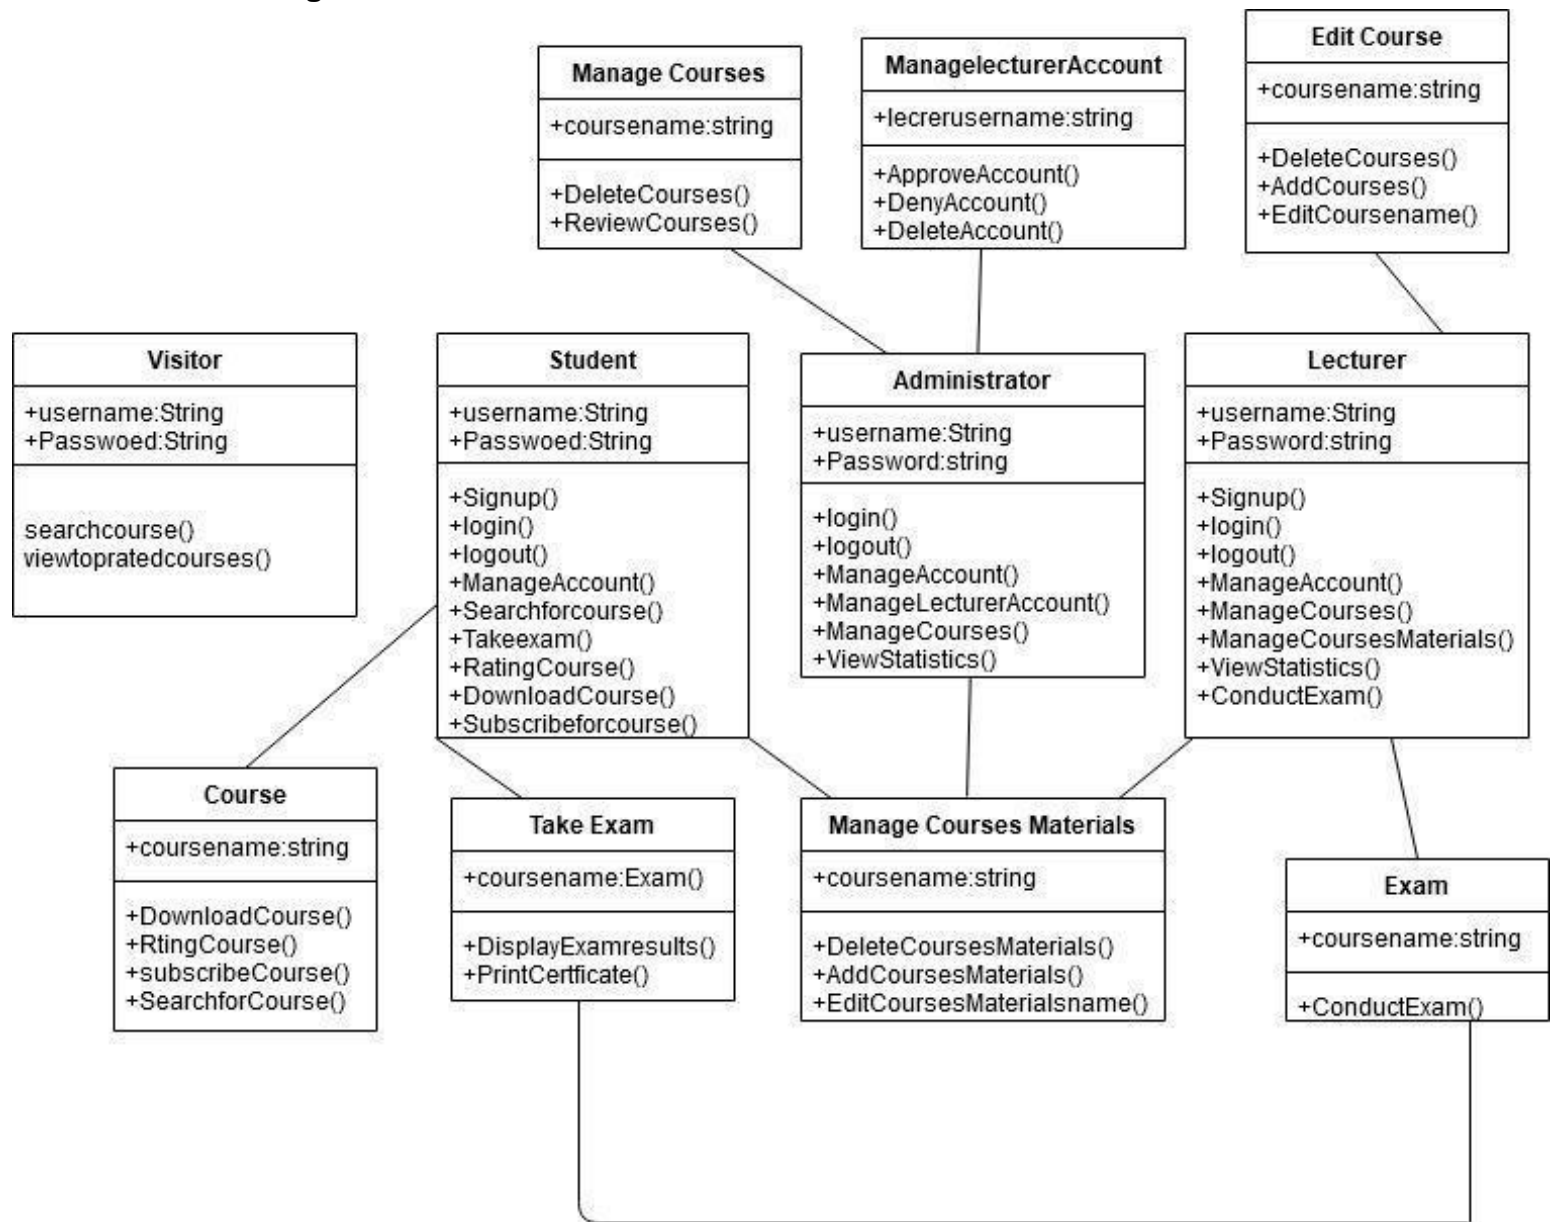 Manage Courses
+coursename:string
+DeleteCourses()
+ReviewCourses()
ManagelecturerAccount
+lecrerusername:string
+ApproveAccount()
+DenyAccount()
+DeleteAccount()
Edit Course
+coursename:string
+DeleteCourses()
+AddCourses()
+EditCoursename()
Visitor
+username:String
+Passwoed:String
searchcourse()
viewtopratedcourses()
Student
+username:String
+Passwoed:String
+Signup()
+login()
+logout()
+ManageAccount()
+Searchforcourse()
+Takeexam()
+RatingCourse()
+DownloadCourse()
+Subscribeforcourse()
Administrator
+username:String
+Password:string
+login()
+logout()
+ManageAccount()
+ManageLecturerAccount()
+ManageCourses()
+ViewStatistics()
Lecturer
+username:String
+Password:string
+Signup()
+login()
+logout()
+ManageAccount()
+ManageCourses()
+ManageCoursesMaterials()
+ViewStatistics()
+ConductExam()
Course
+coursename:string
+DownloadCourse()
+RtingCourse()
+subscribeCourse()
+SearchforCourse()
Take Exam
+coursename:Exam()
+DisplayExamresults()
+PrintCertficate()
Manage Courses Materials
+coursename:string
+DeleteCoursesMaterials()
+AddCoursesMaterials()
+EditCoursesMaterialsname()
Exam
+coursename:string
+ConductExam()